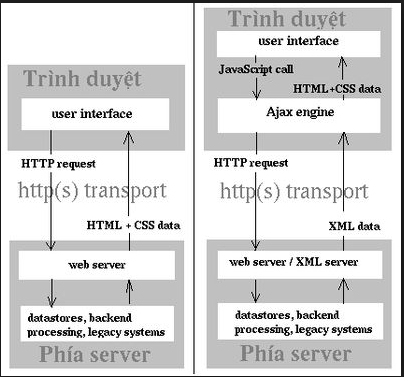 Trình duyệt
user interface
HTTP request
http(s) transport
HTML + CSS data
web server
datastores, backend
processing, legacy systems
Phía server
Trình duyệt
user interface
JavaScript call
HTML+CSS data
Ajax engine
HTTP request
http(s) transport
XML data
web server / XML server
datastores, backend
processing, legacy systems
Phía server